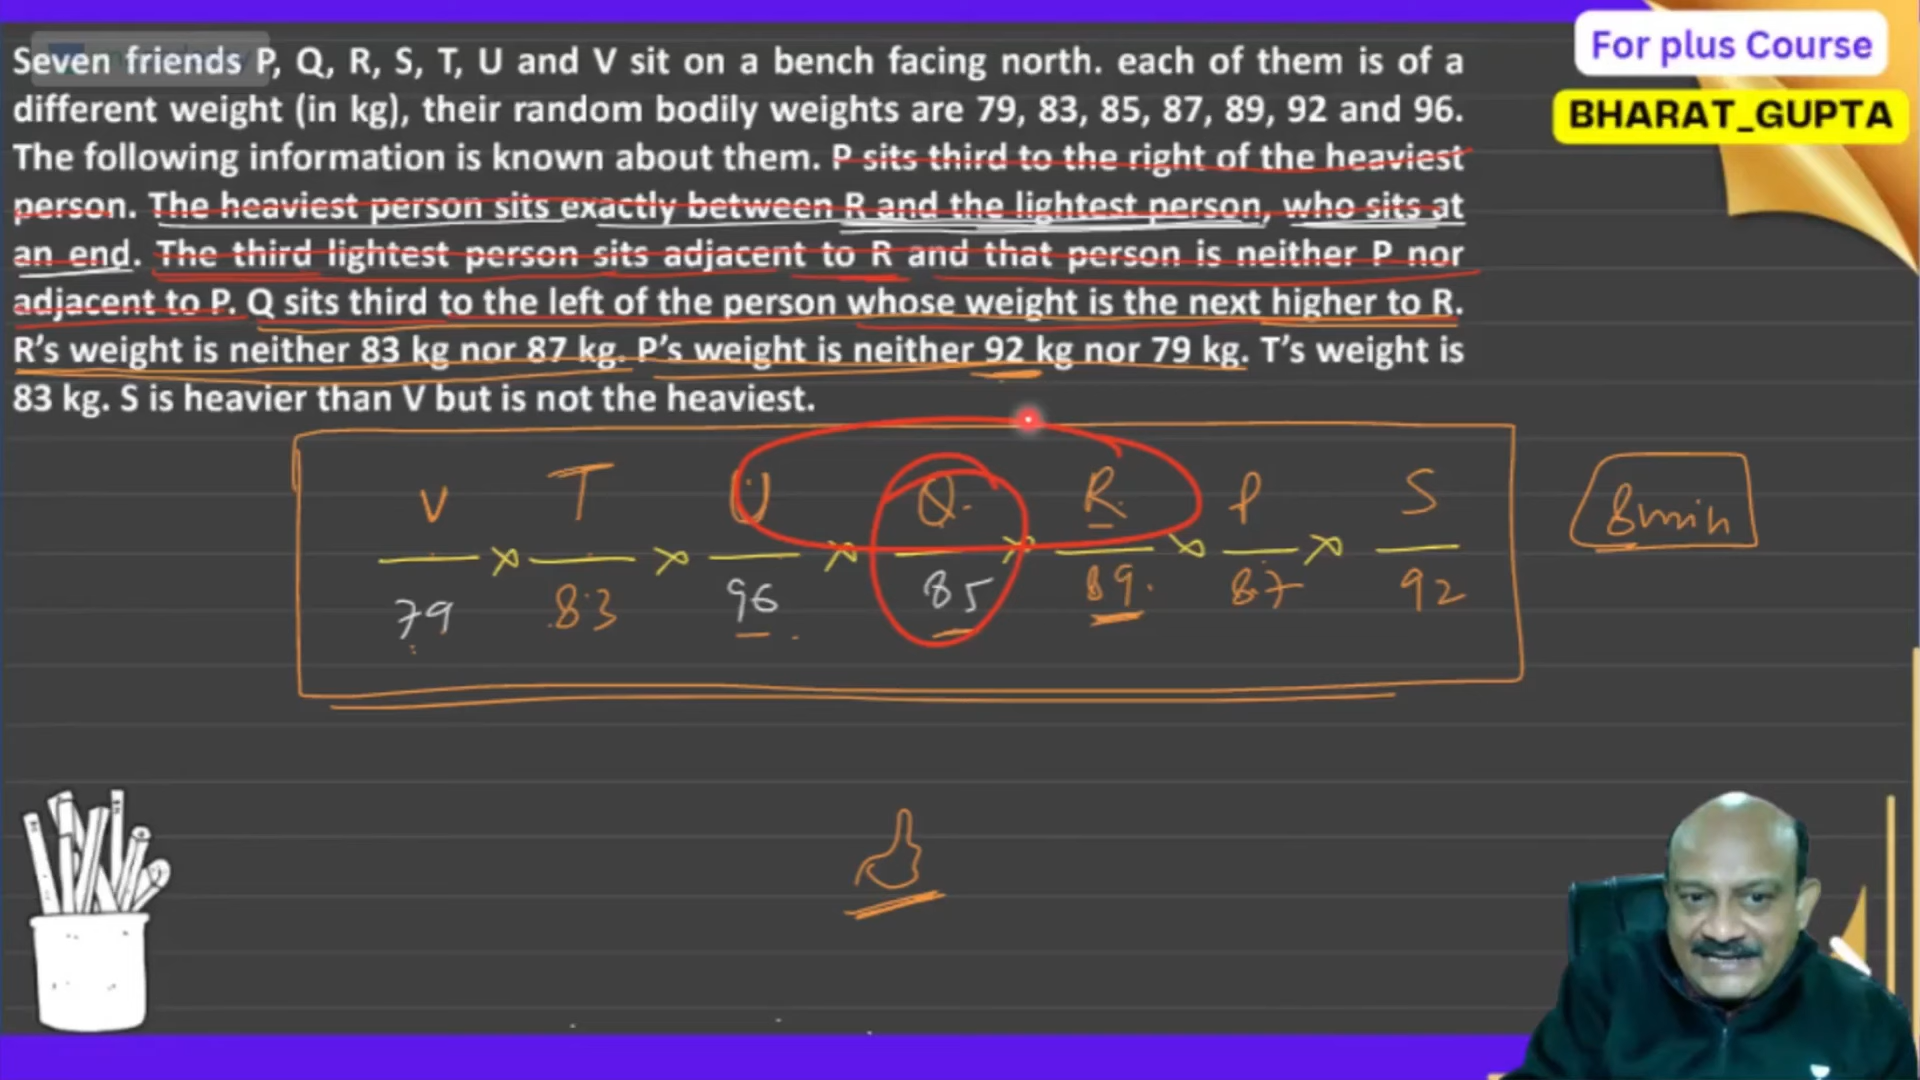 For plus Course
BHARAT_GUPTA
Seven friends P, Q, R, S, T, U and V sit on a bench facing north. each of them is of a
different weight (in kg), their random bodily weights are 79, 83, 85, 87, 89, 92 and 96.
The following information is known about them. P sits third to the right of the heaviest
person. The heaviest person sits exactly between R and the lightest person, who sits at
an end. The third lightest person sits adjacent to R and that person is neither P nor
adjacent to P. Q sits third to the left of the person whose weight is the next higher to R.
R's weight is neither 83 kg nor 87 kg. P's weight is neither 92 kg nor 79 kg. T's weight is
83 kg. S is heavier than V but is not the heaviest.
V T U Q R P S
79 83 96 85 89 87 92
8min